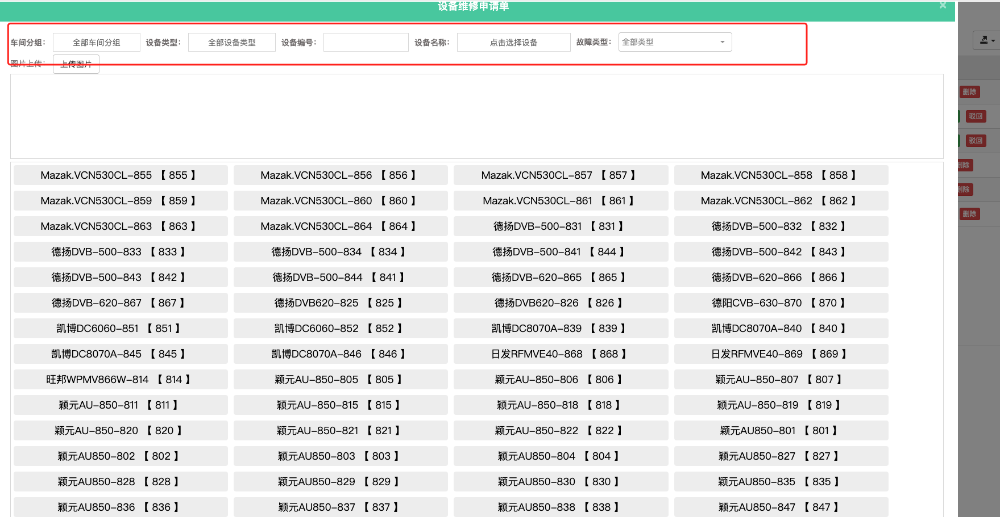 设备维修申请单 ×
车间分组： 全部车间分组 设备类型： 全部设备类型 设备编号： 设备名称： 点击选择设备 故障类型： 全部类型
图片上传： 上传图片
删除
驳回
驳回
删除
删除
删除
Mazak.VCN530CL-855 【 855 】 Mazak.VCN530CL-856 【 856 】 Mazak.VCN530CL-857 【 857 】 Mazak.VCN530CL-858 【 858 】
Mazak.VCN530CL-859 【 859 】 Mazak.VCN530CL-860 【 860 】 Mazak.VCN530CL-861 【 861 】 Mazak.VCN530CL-862 【 862 】
Mazak.VCN530CL-863 【 863 】 Mazak.VCN530CL-864 【 864 】 德扬DVB-500-831 【 831 】 德扬DVB-500-832 【 832 】
德扬DVB-500-833 【 833 】 德扬DVB-500-834 【 834 】 德扬DVB-500-841 【 844 】 德扬DVB-500-842 【 843 】
德扬DVB-500-843 【 842 】 德扬DVB-500-844 【 841 】 德扬DVB-620-865 【 865 】 德扬DVB-620-866 【 866 】
德扬DVB-620-867 【 867 】 德扬DVB620-825 【 825 】 德扬DVB620-826 【 826 】 德阳CVB-630-870 【 870 】
凯博DC6060-851 【 851 】 凯博DC6060-852 【 852 】 凯博DC8070A-839 【 839 】 凯博DC8070A-840 【 840 】
凯博DC8070A-845 【 845 】 凯博DC8070A-846 【 846 】 日发RFMVE40-868 【 868 】 日发RFMVE40-869 【 869 】
旺邦WPMV866W-814 【 814 】 颖元AU-850-805 【 805 】 颖元AU-850-806 【 806 】 颖元AU-850-807 【 807 】
颖元AU-850-811 【 811 】 颖元AU-850-815 【 815 】 颖元AU-850-818 【 818 】 颖元AU-850-819 【 819 】
颖元AU-850-820 【 820 】 颖元AU-850-821 【 821 】 颖元AU-850-822 【 822 】 颖元AU850-801 【 801 】
颖元AU850-802 【 802 】 颖元AU850-803 【 803 】 颖元AU850-804 【 804 】 颖元AU850-827 【 827 】
颖元AU850-828 【 828 】 颖元AU850-829 【 829 】 颖元AU850-830 【 830 】 颖元AU850-835 【 835 】
颖元AU850-836 【 836 】 颖元AU850-837 【 837 】 颖元AU850-838 【 838 】 颖元AU850-847 【 847 】